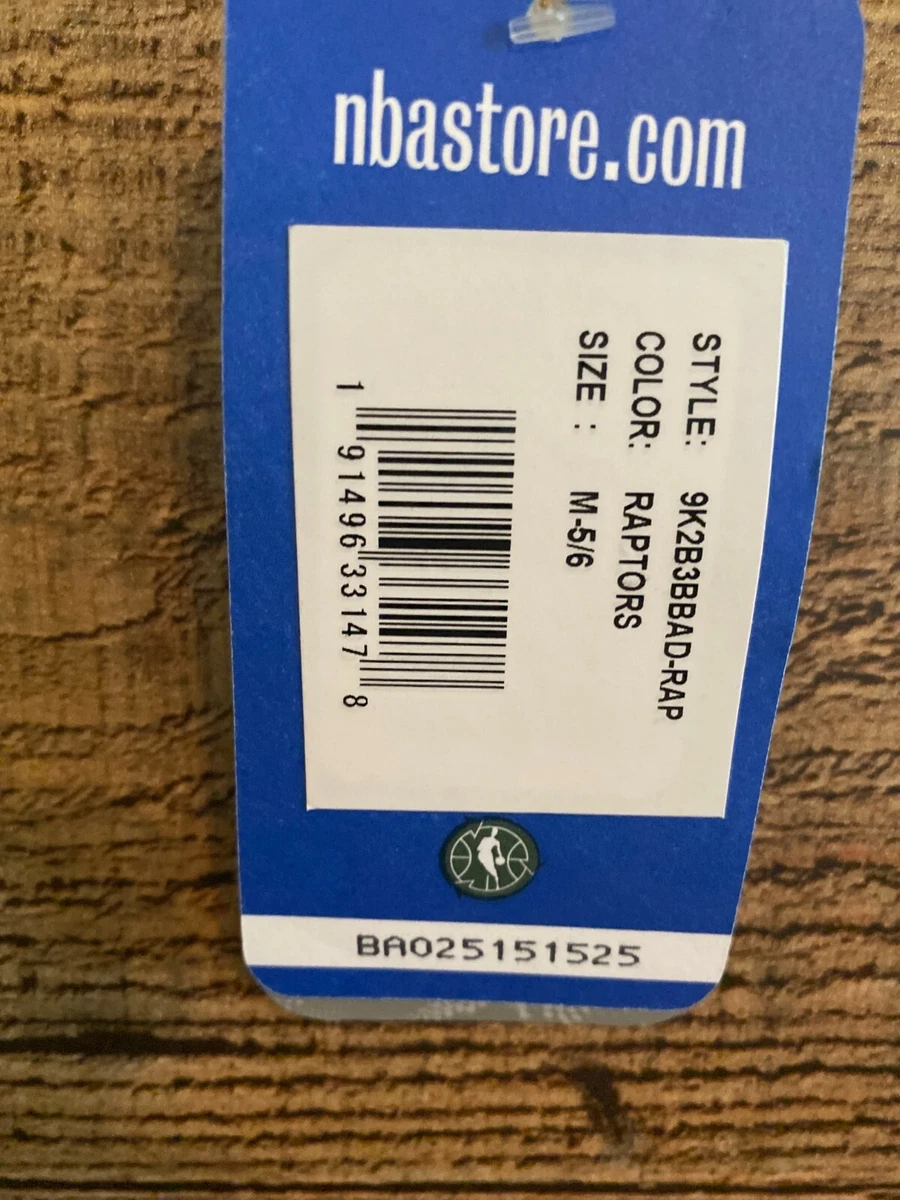 nbastore.com
STYLE: 9K2B3BBAD-RAP
COLOR: RAPTORS
SIZE : M-5/6
1 91496 33147 8
BA025151525